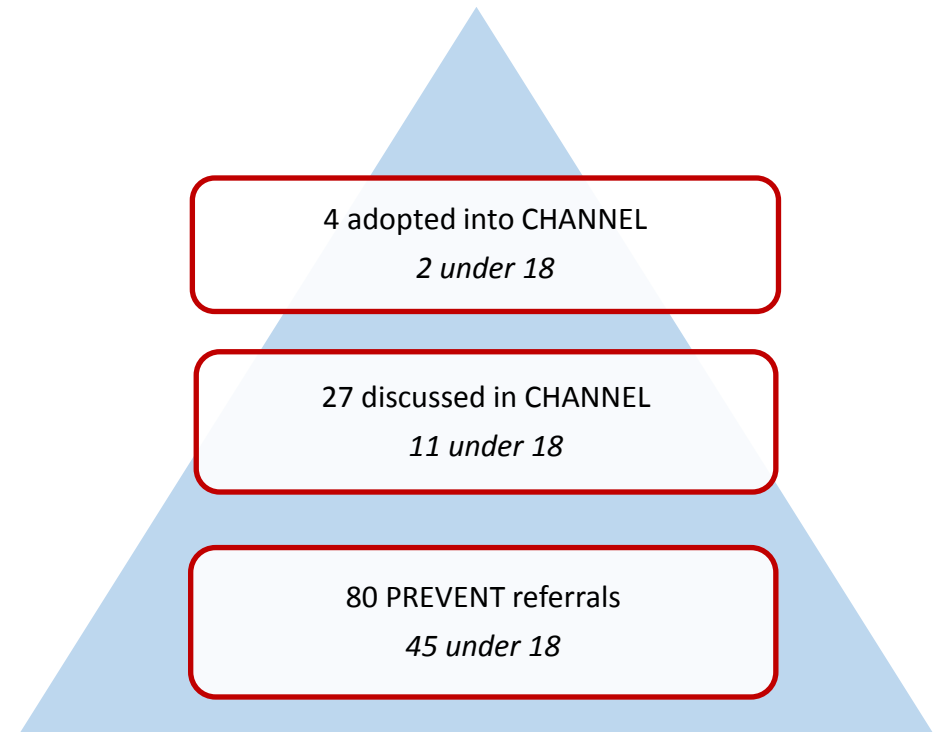 4 adopted into CHANNEL
2 under 18
27 discussed in CHANNEL
11 under 18
80 PREVENT referrals
45 under 18